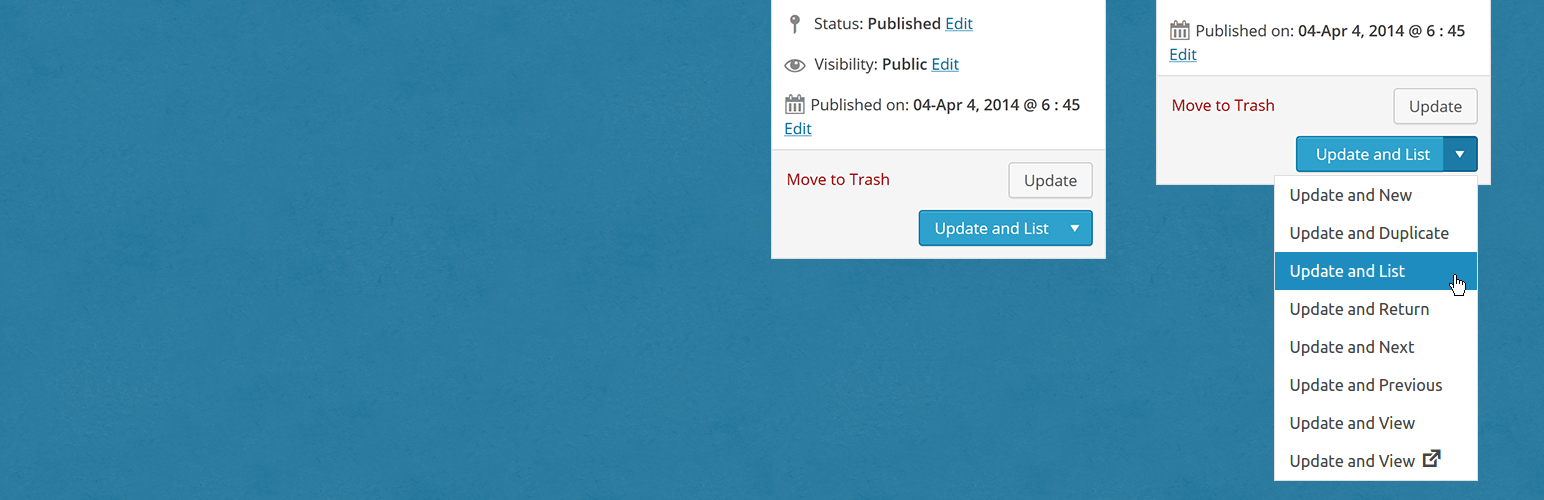 Status: Published Edit
Visibility: Public Edit
Published on: 04-Apr 4, 2014 @ 6 : 45
Edit
Move to Trash
Update
Update and List
Published on: 04-Apr 4, 2014 @ 6 : 45
Edit
Move to Trash
Update
Update and List
Update and New
Update and Duplicate
Update and List
Update and Return
Update and Next
Update and Previous
Update and View
Update and View